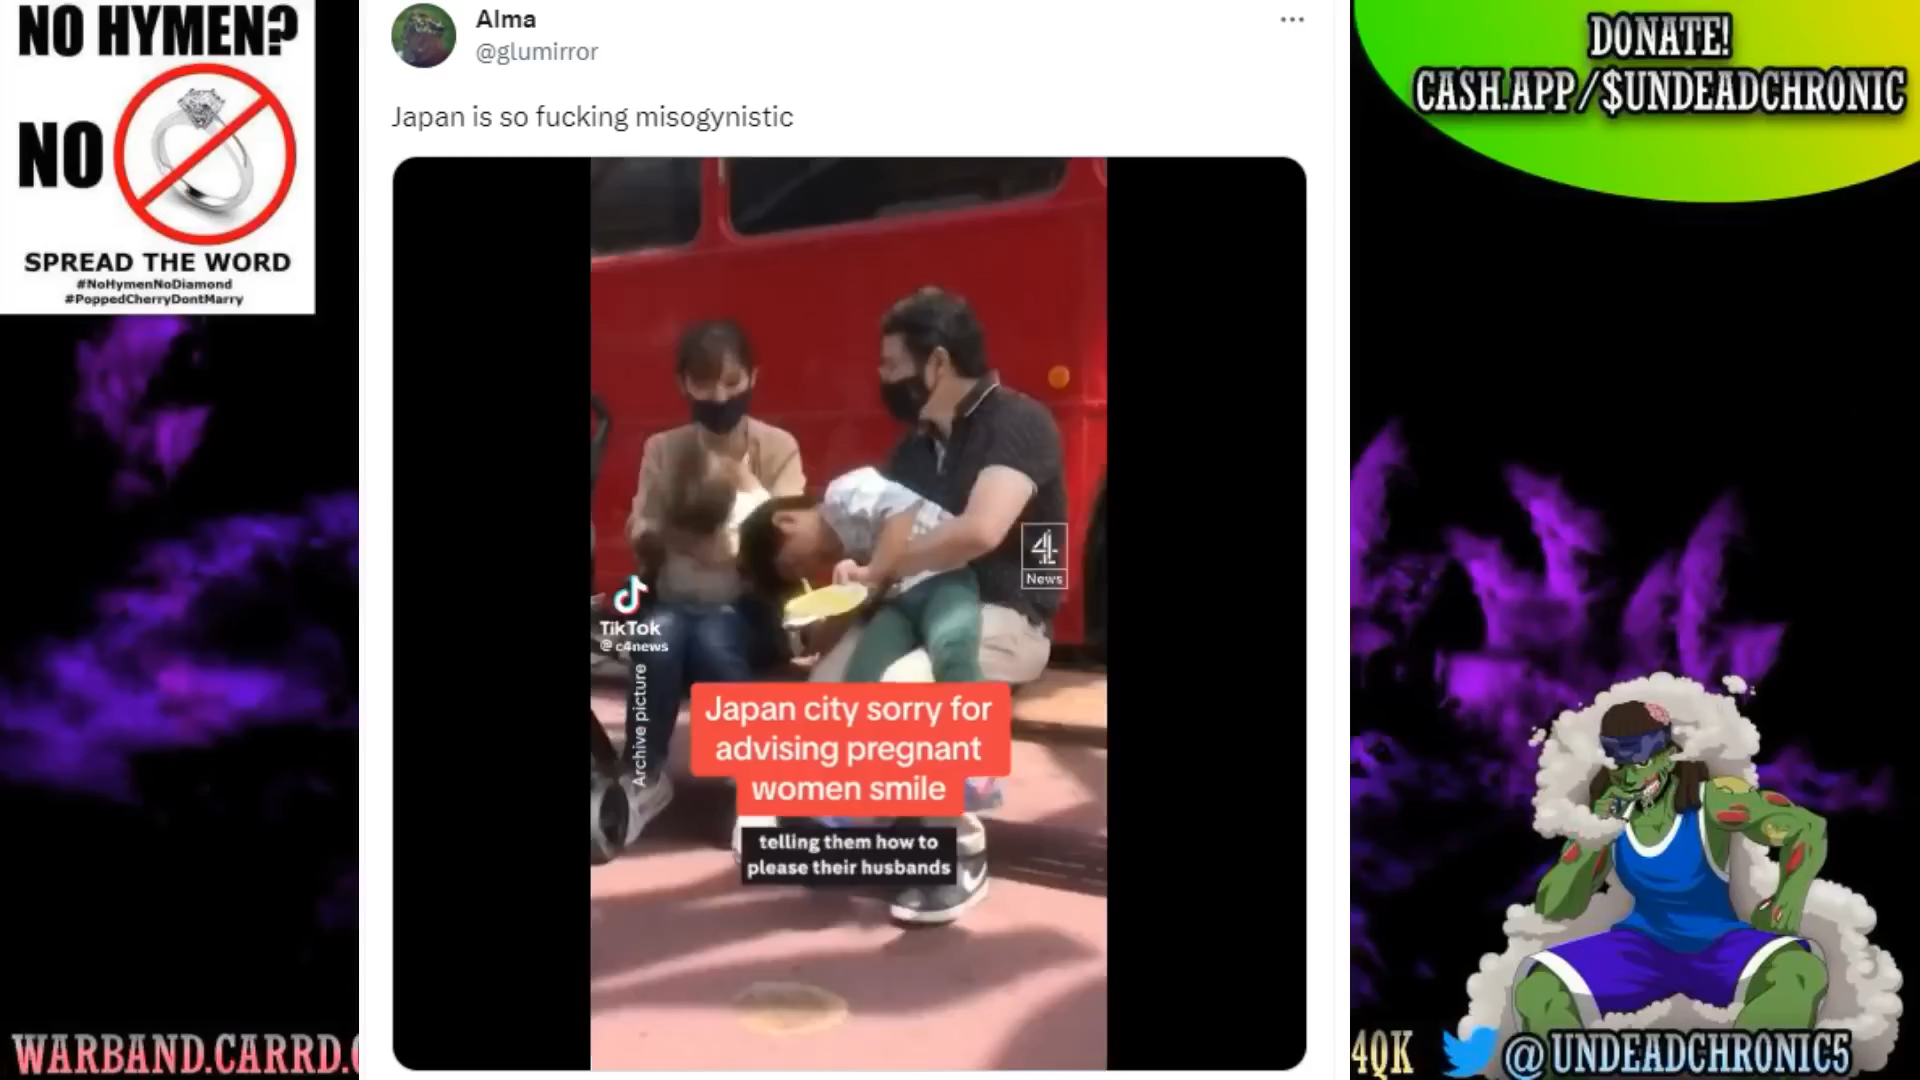 NO HYMEN?
NO
SPREAD THE WORD
#NoHymenNoDiamond
#PoppedCherryDontMarry
WARBAND.CARRD.
Alma
@glumirror
Japan is so fucking misogynistic
4
News
TikTok
@c4news
Archive picture
Japan city sorry for
advising pregnant
women smile
telling them how to
please their husbands
DONATE!
CASH.APP/$UNDEADCHRONIC
4QK
@UNDEADCHRONIC5